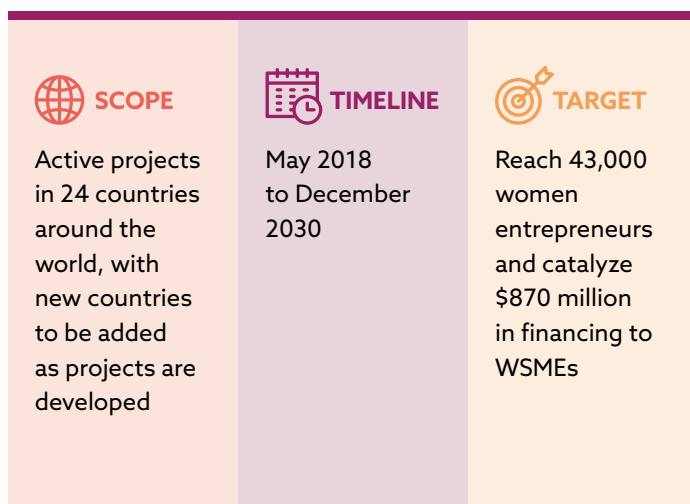 SCOPE
Active projects
in 24 countries
around the
world, with
new countries
to be added
as projects are
developed
TIMELINE
May 2018
to December
2030
TARGET
Reach 43,000
women
entrepreneurs
and catalyze
$870 million
in financing to
WSMEs